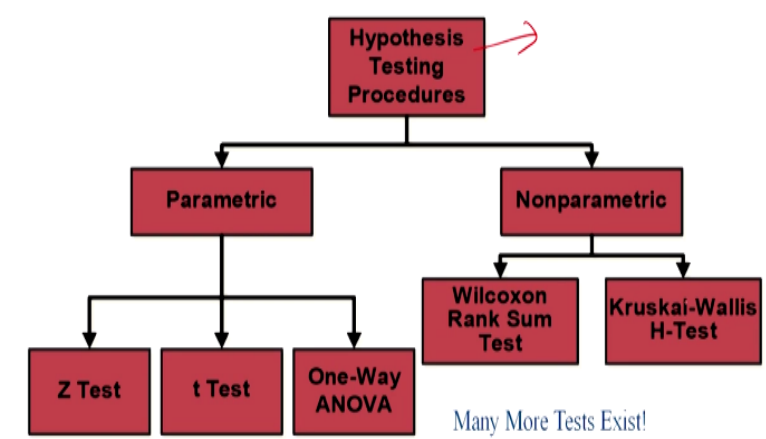 Hypothesis
Testing
Procedures
Parametric
Nonparametric
Wilcoxon
Rank Sum
Test
Kruskal-Wallis
H-Test
Z Test
t Test
One-Way
ANOVA
Many More Tests Exist!